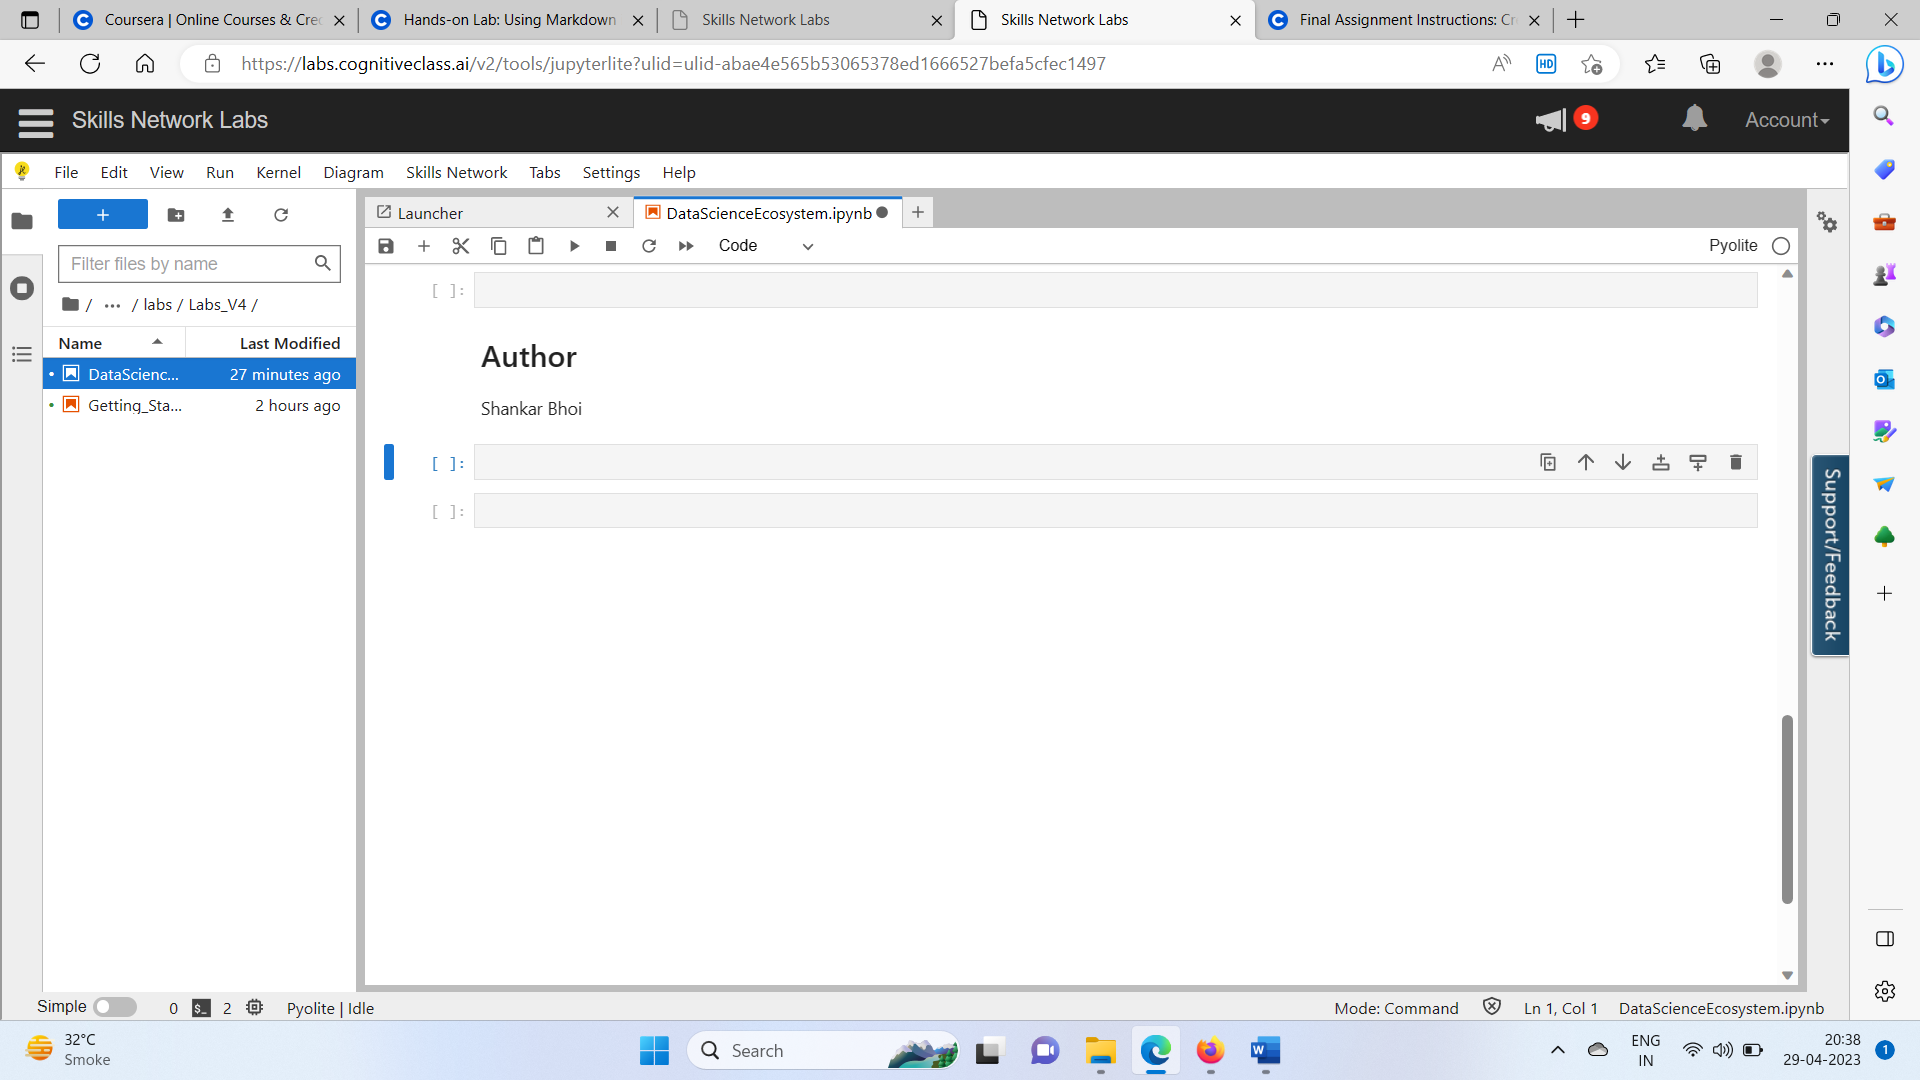 Coursera | Online Courses & Cred
Hands-on Lab: Using Markdown
Skills Network Labs
Skills Network Labs
Final Assignment Instructions: Cr
https://labs.cognitiveclass.ai/v2/tools/jupyterlite?ulid=ulid-abae4e565b53065378ed1666527befa5cfec1497
HD
Skills Network Labs
9
Account
File Edit View Run Kernel Diagram Skills Network Tabs Settings Help
Launcher
DataScienceEcosystem.ipynb
Filter files by name
Code
Pyolite
/ ... / labs / Labs_V4 /
Name
Last Modified
DataScienc... 27 minutes ago
Getting_Sta... 2 hours ago
[ ]:
Author
Shankar Bhoi
[ ]:
[ ]:
Support/Feedback
Simple
0
2
Pyolite | Idle
Mode: Command
Ln 1, Col 1
DataScienceEcosystem.ipynb
32°C
Smoke
Search
ENG
IN
20:38
29-04-2023
1